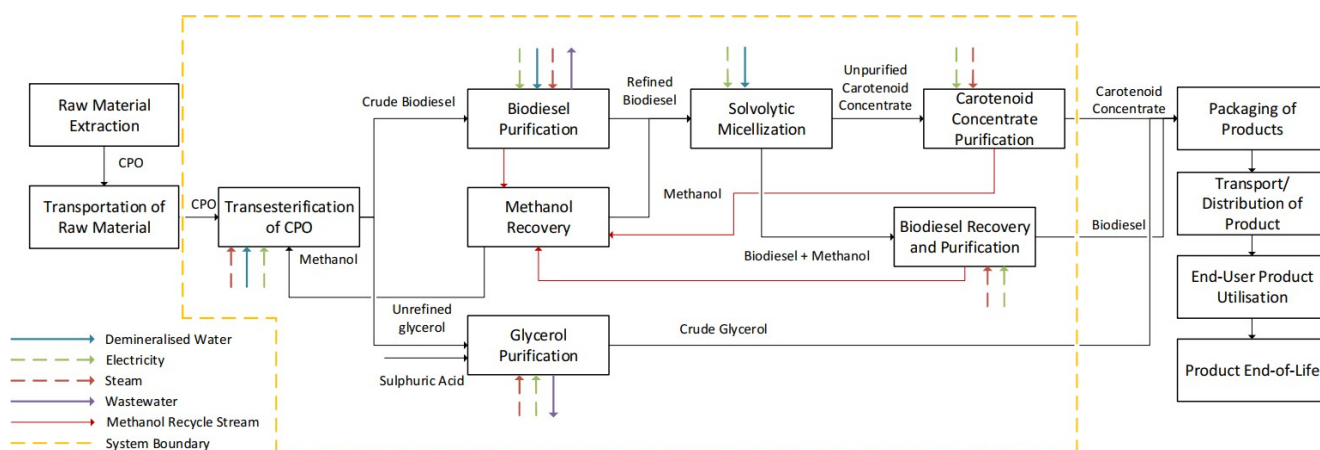 Raw Material
Extraction
CPO
Transportation of
Raw Material
CPO
Transesterification
of CPO
Methanol
Crude Biodiesel
Biodiesel
Purification
Refined
Biodiesel
Methanol
Recovery
Methanol
Solvolytic
Micellization
Unpurified
Carotenoid
Concentrate
Carotenoid
Concentrate
Purification
Carotenoid
Concentrate
Biodiesel + Methanol
Biodiesel Recovery
and Purification
Biodiesel
Unrefined
glycerol
Sulphuric Acid
Glycerol
Purification
Crude Glycerol
Packaging of
Products
Transport/
Distribution of
Product
End-User Product
Utilisation
Product End-of-Life
Demineralised Water
Electricity
Steam
Wastewater
Methanol Recycle Stream
System Boundary